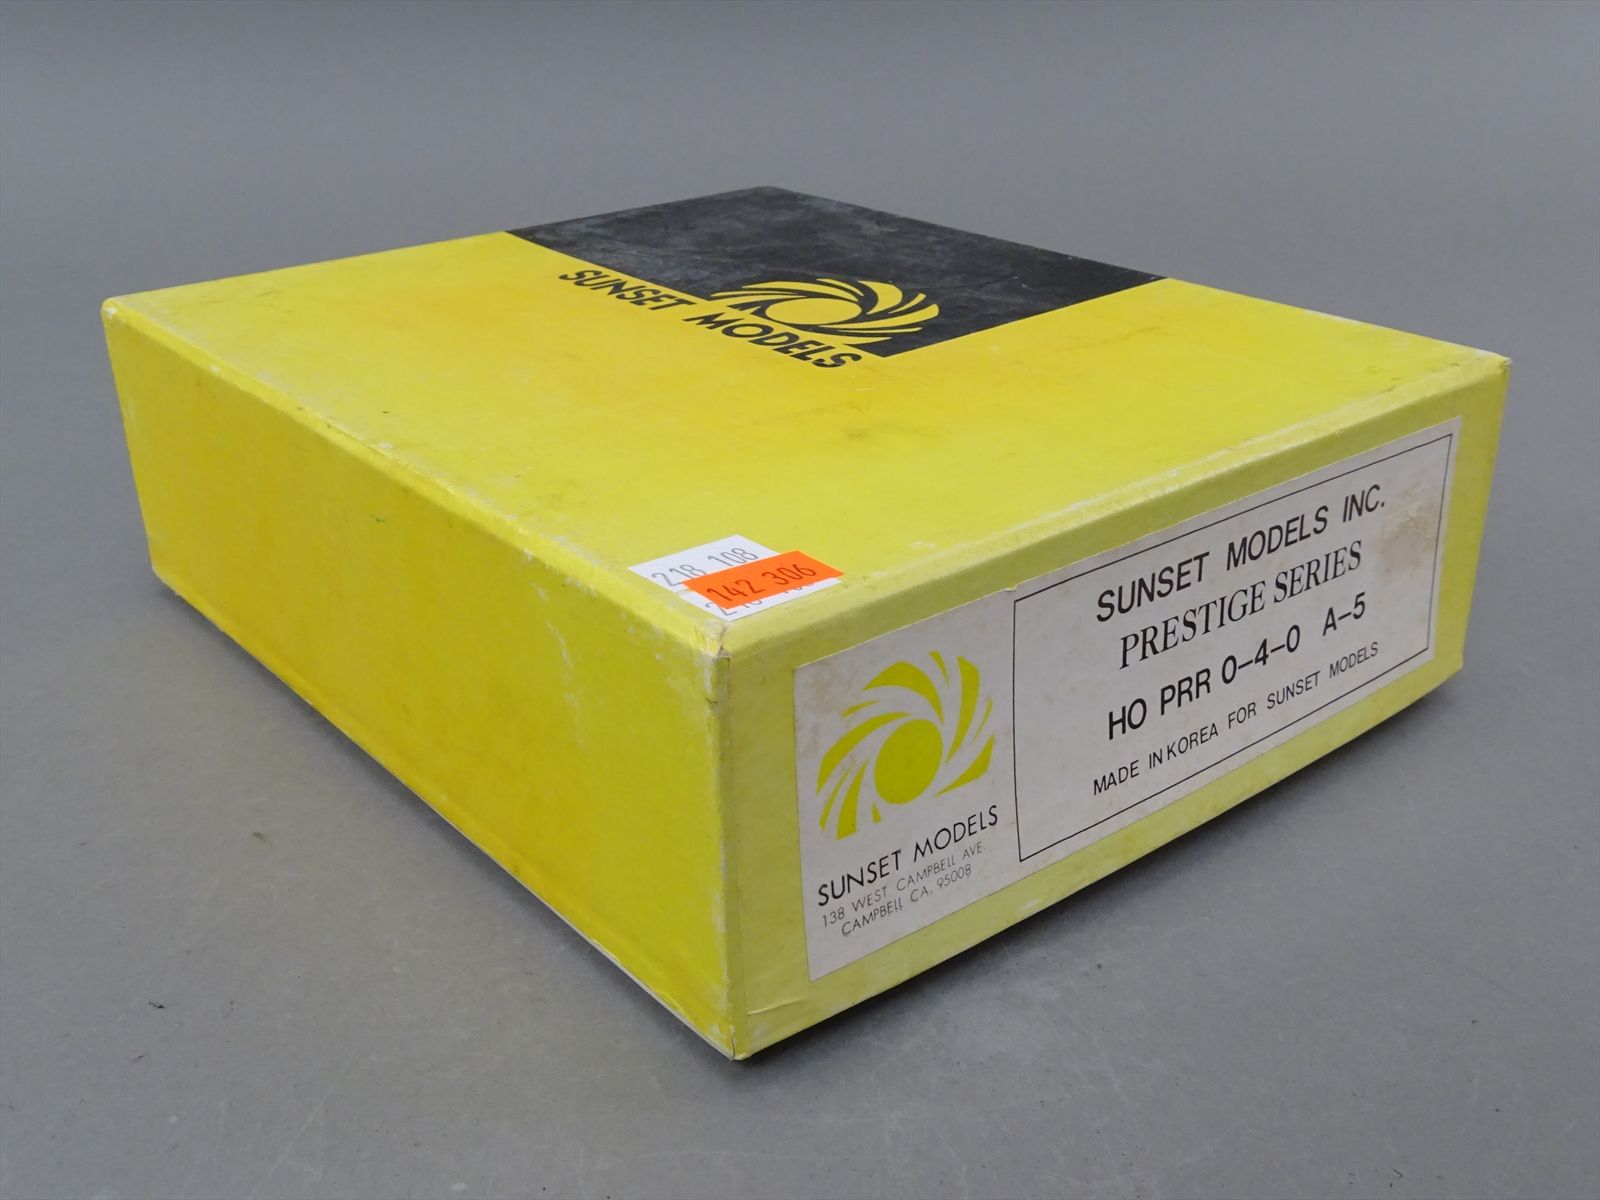 SUNSET MODELS
218 108
142 306
SUNSET MODELS INC.
PRESTIGE SERIES
HO PRR 0-4-0 A-5
MADE IN KOREA FOR SUNSET MODELS
SUNSET MODELS
138 WEST CAMPBELL AVE.
CAMPBELL CA. 95008